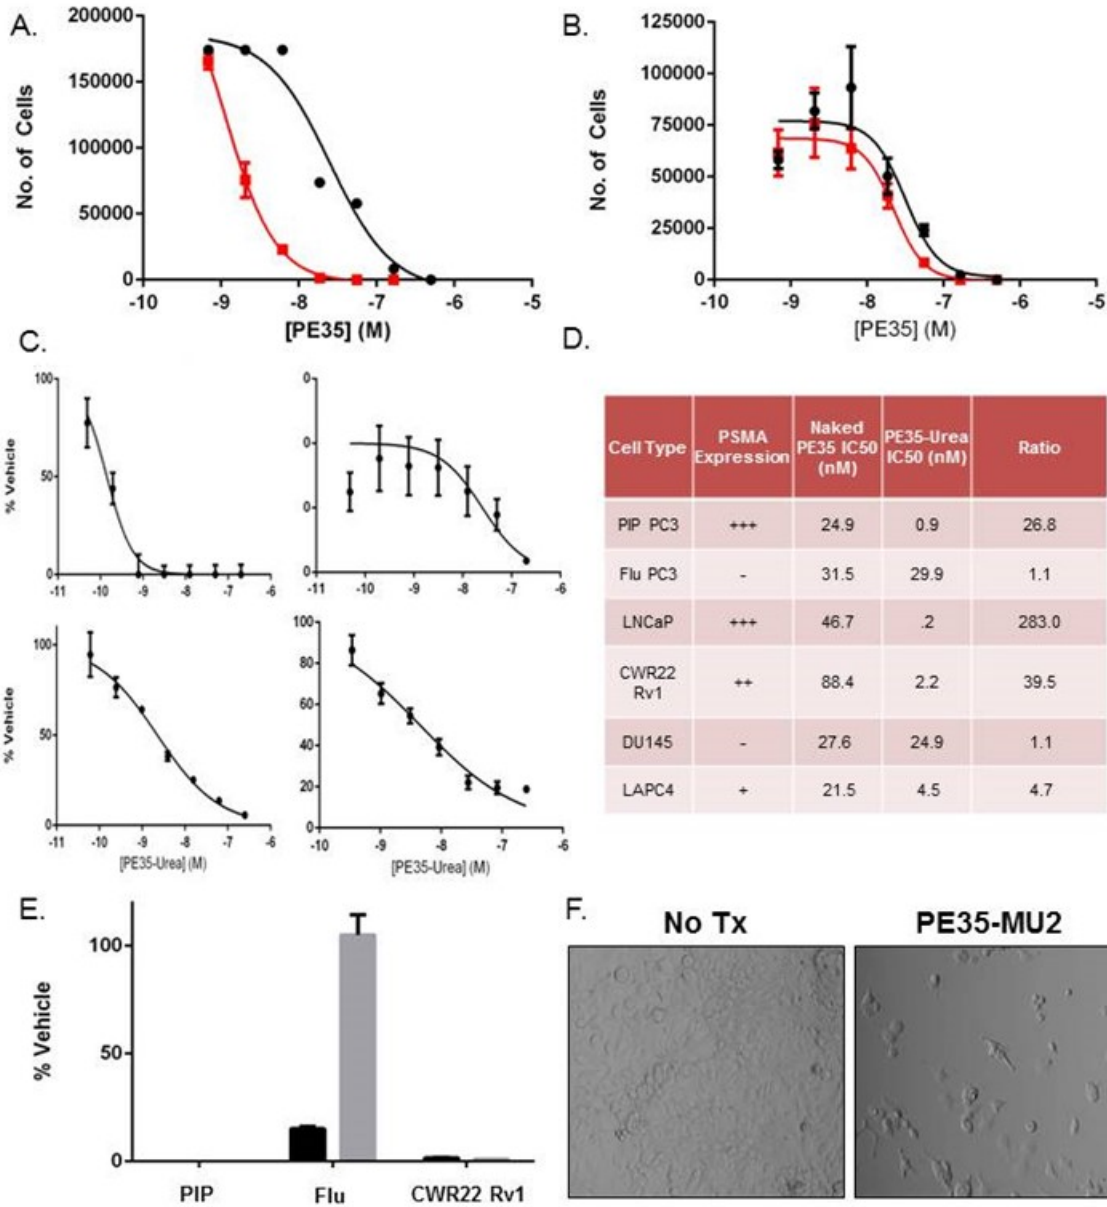 A.
200000
150000
100000
50000
0
No. of Cells
-10 -9 -8 -7 -6 -5
[PE35] (M)
B.
125000
100000
75000
50000
25000
0
No. of Cells
-10 -9 -8 -7 -6 -5
[PE35] (M)
C.
100
50
0
% Vehicle
-11 -10 -9 -8 -7 -6
0
0
0
0
-11 -10 -9 -8 -7 -6
100
50
0
% Vehicle
-11 -10 -9 -8 -7 -6
[PE35-Urea] (M)
100
80
60
40
20
0
-10 -9 -8 -7 -6
[PE35-Urea] (M)
D.
Cell Type PSMA Expression Naked PE35 IC50 (nM) PE35-Urea IC50 (nM) Ratio
PIP PC3 +++ 24.9 0.9 26.8
Flu PC3 - 31.5 29.9 1.1
LNCaP +++ 46.7 .2 283.0
CWR22 Rv1 ++ 88.4 2.2 39.5
DU145 - 27.6 24.9 1.1
LAPC4 + 21.5 4.5 4.7
E.
100
50
0
% Vehicle
PIP Flu CWR22 Rv1
F.
No Tx PE35-MU2